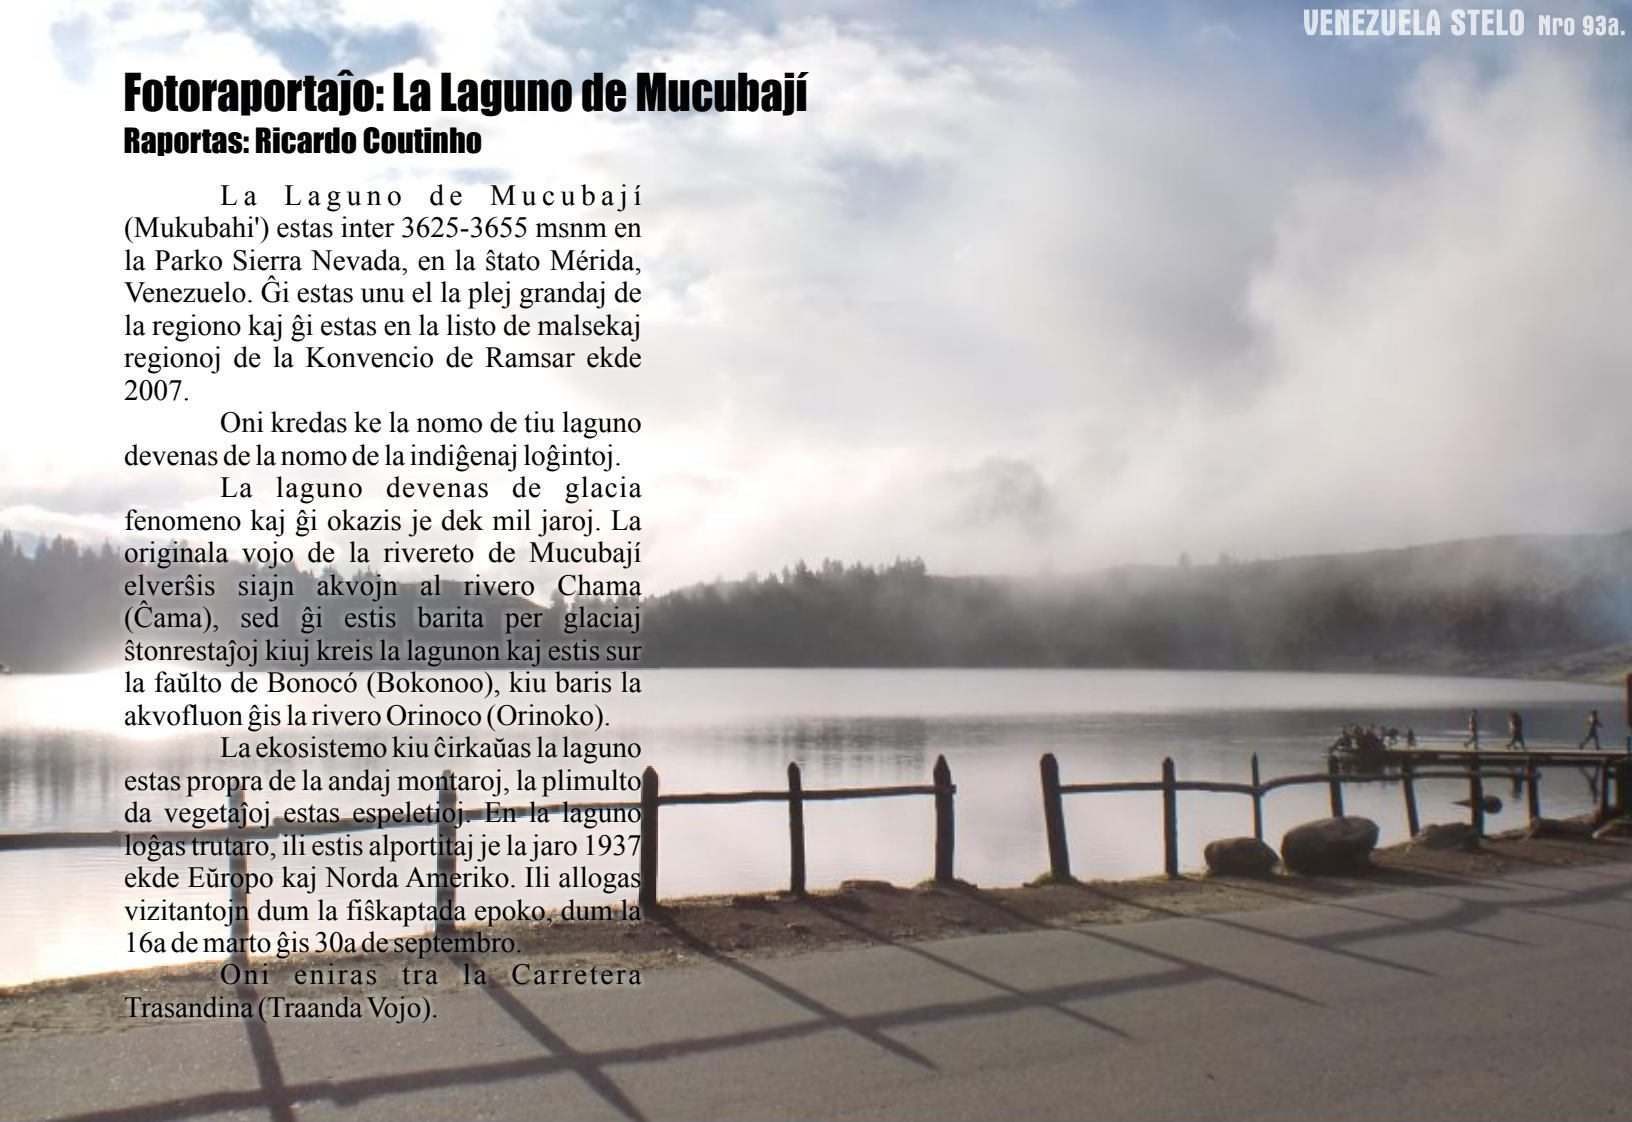 VENEZUELA STELO Nro 93a.
Fotoraportaĵo: La Laguno de Mucubají
Raportas: Ricardo Coutinho
La Laguno de Mucubají
(Mukubahi') estas inter 3625-3655 msnm en
la Parko Sierra Nevada, en la ŝtato Mérida,
Venezuelo. Ĝi estas unu el la plej grandaj de
la regiono kaj ĝi estas en la listo de malsekaj
regionoj de la Konvencio de Ramsar ekde
2007.
Oni kredas ke la nomo de tiu laguno
devenas de la nomo de la indiĝenaj loĝintoj.
La laguno devenas de glacia
fenomeno kaj ĝi okazis je dek mil jaroj. La
originala vojo de la rivereto de Mucubají
elverŝis siajn akvojn al rivero Chama
(Ĉama), sed ĝi estis barita per glaciaj
ŝtonrestaĵoj kiuj kreis la lagunon kaj estis sur
la faŭlto de Bonocó (Bokonoo), kiu baris la
akvofluon ĝis la rivero Orinoco (Orinoko).
La ekosistemo kiu ĉirkaŭas la laguno
estas propra de la andaj montaroj, la plimulto
da vegetaĵoj estas espeletioj. En la laguno
loĝas trutaro, ili estis alportitaj je la jaro 1937
ekde Eŭropo kaj Norda Ameriko. Ili allogas
vizitantojn dum la fiŝkaptada epoko, dum la
16a de marto ĝis 30a de septembro.
Oni eniras tra la Carretera
Trasandina (Traanda Vojo).